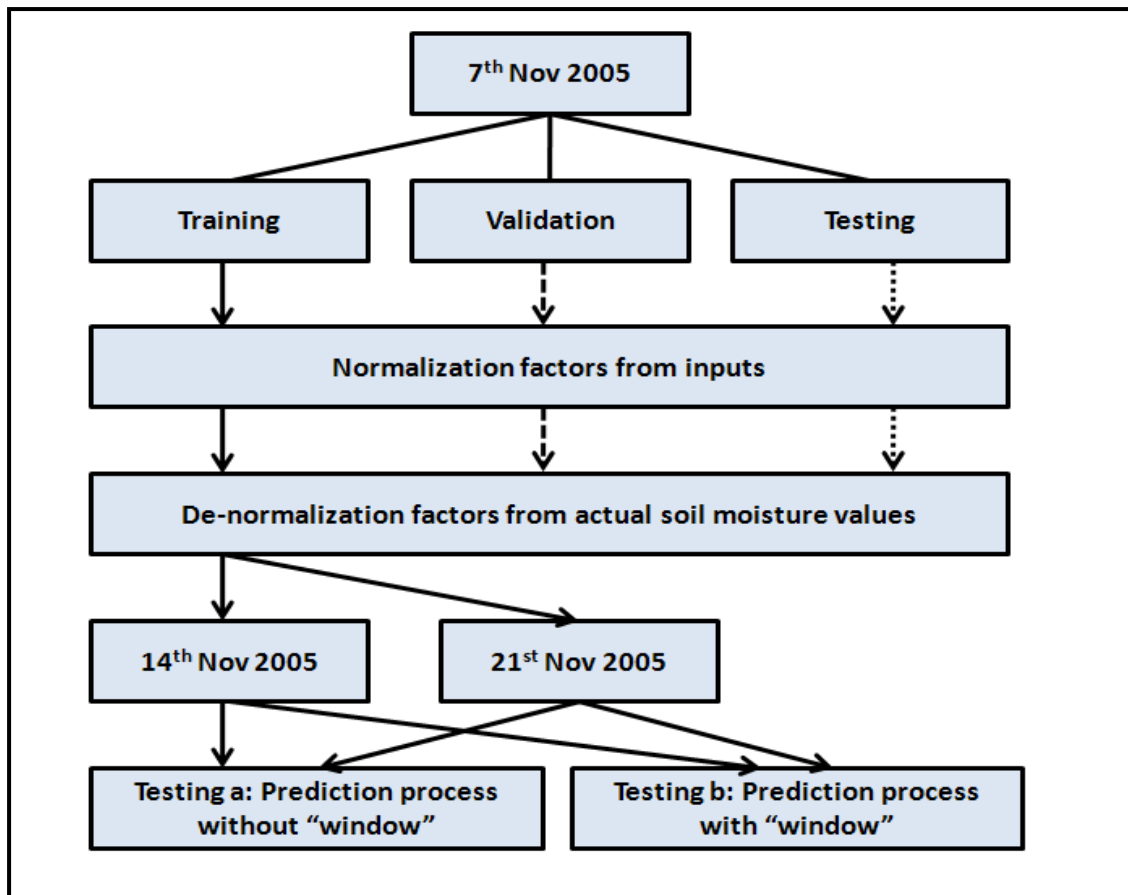 7th Nov 2005
Training
Validation
Testing
Normalization factors from inputs
De-normalization factors from actual soil moisture values
14th Nov 2005
21st Nov 2005
Testing a: Prediction process
without “window”
Testing b: Prediction process
with “window”